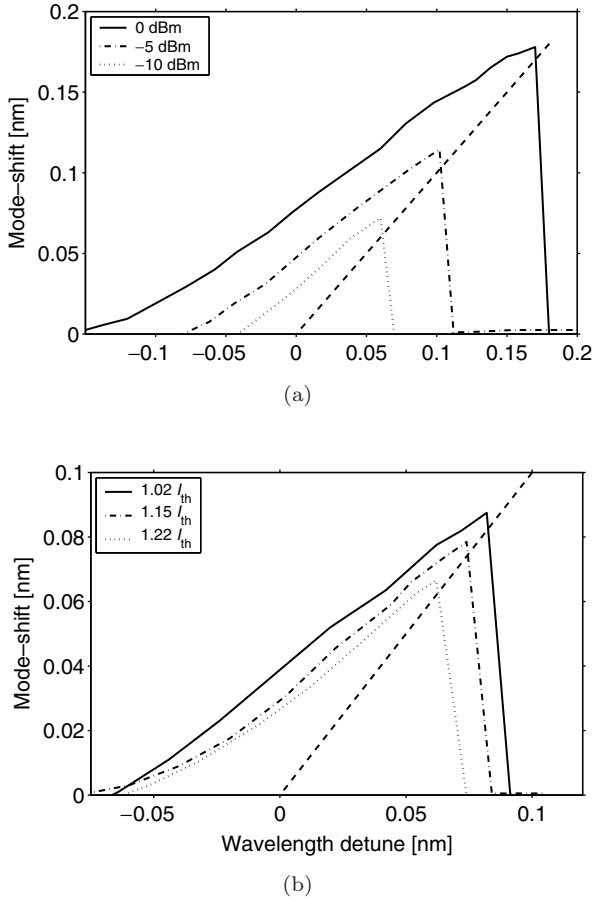 0.2
0.15
0.1
0.05
0
Mode–shift [nm]
0 dBm
−5 dBm
−10 dBm
−0.1 −0.05 0 0.05 0.1 0.15 0.2
(a)
0.1
0.08
0.06
0.04
0.02
0
Mode–shift [nm]
1.02 Ith
1.15 Ith
1.22 Ith
−0.05 0 0.05 0.1
Wavelength detune [nm]
(b)